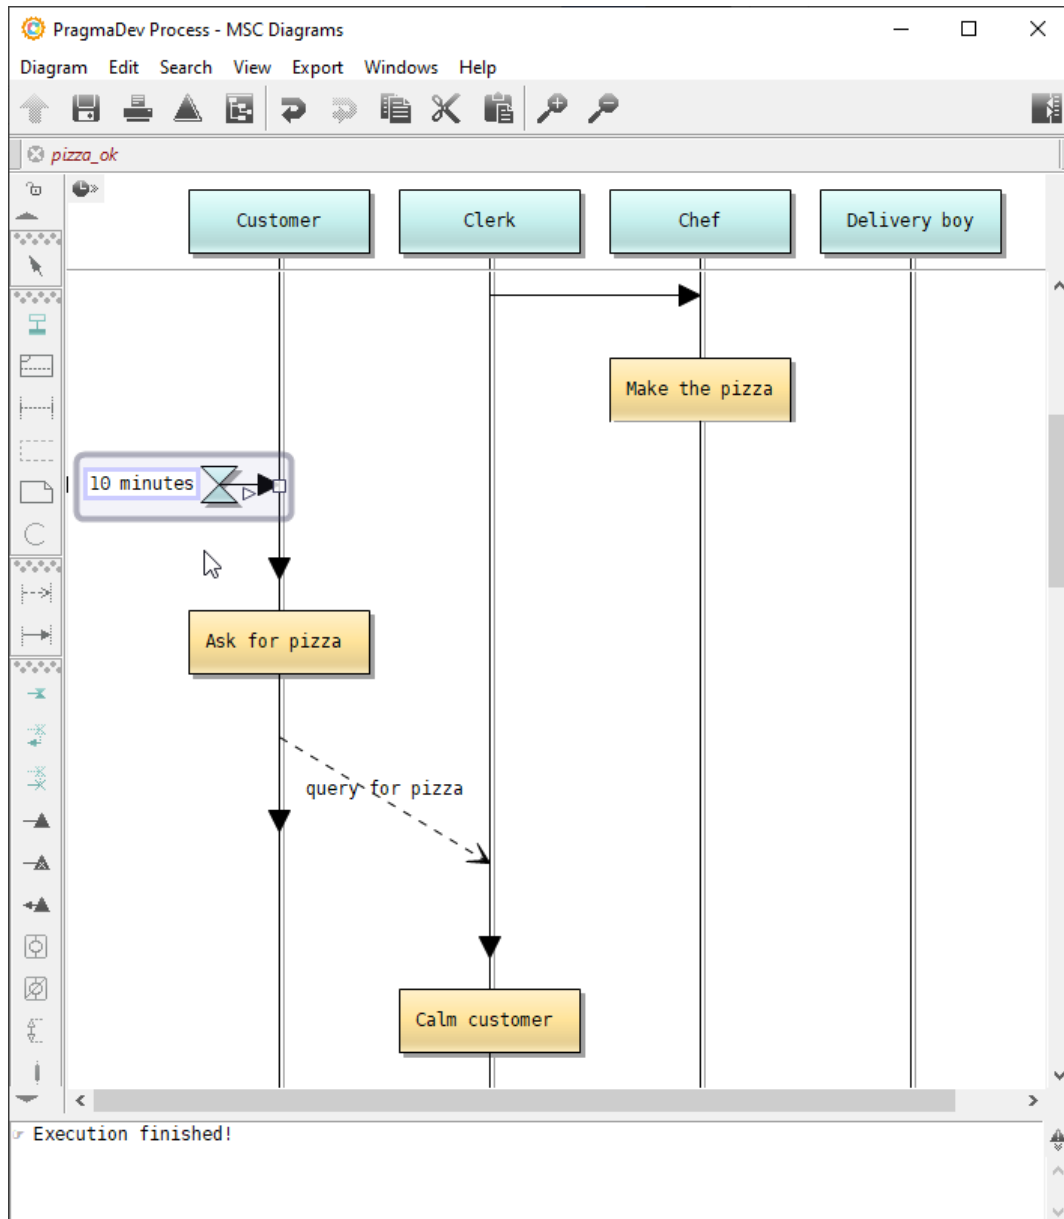 PragmaDev Process - MSC Diagrams
Diagram Edit Search View Export Windows Help
pizza_ok
Customer Clerk Chef Delivery boy
Make the pizza
10 minutes
Ask for pizza
query for pizza
Calm customer
Execution finished!